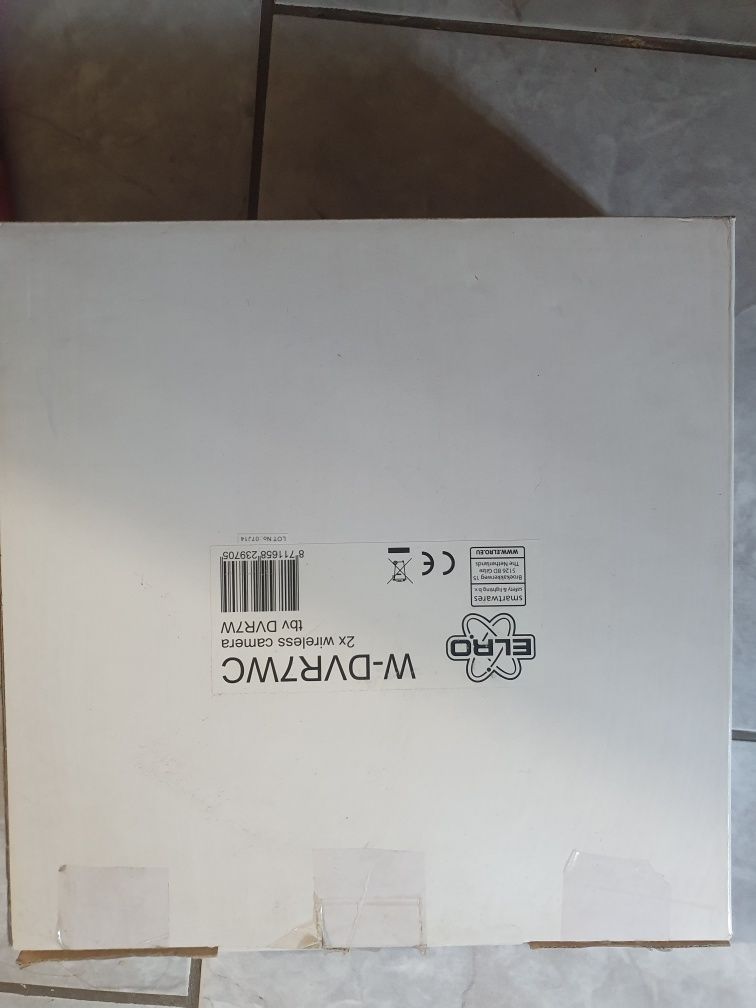 ELRO
W-DVR7WC
2x wireless camera
tbv DVR7W
8 711658 239705
LOT No. 07J14
smartwares
safety & lighting b.v.
Broekakkerweg 15
5126 BD Gilze
The Netherlands
WWW.ELRO.EU
CE